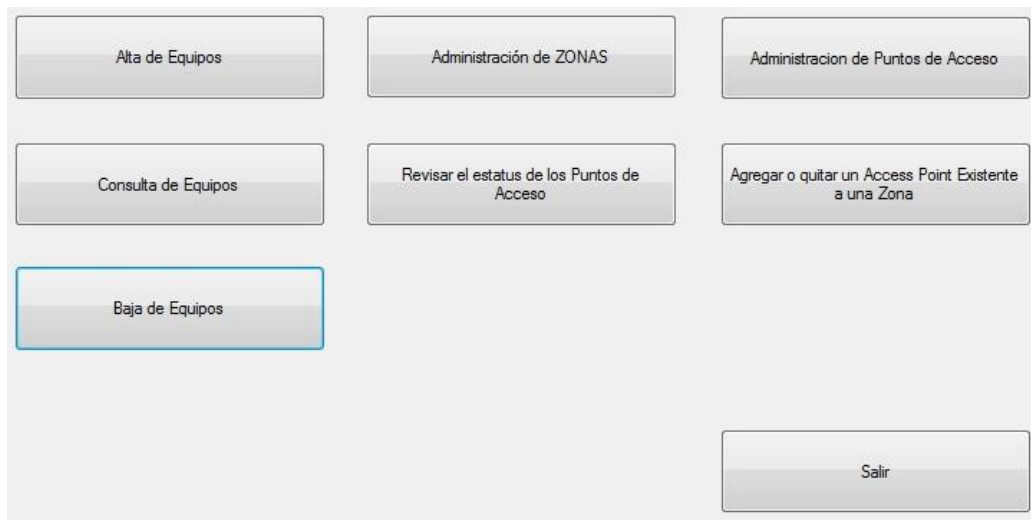 Alta de Equipos
Administración de ZONAS
Administracion de Puntos de Acceso
Consulta de Equipos
Revisar el estatus de los Puntos de
Acceso
Agregar o quitar un Access Point Existente
a una Zona
Baja de Equipos
Salir